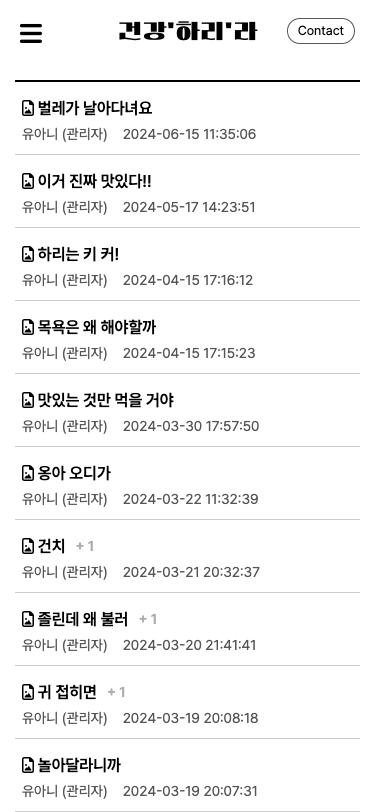 건강'하리'라
Contact
벌레가 날아다녀요
유아니 (관리자) 2024-06-15 11:35:06
이거 진짜 맛있다!!
유아니 (관리자) 2024-05-17 14:23:51
하리는 키 커!
유아니 (관리자) 2024-04-15 17:16:12
목욕은 왜 해야할까
유아니 (관리자) 2024-04-15 17:15:23
맛있는 것만 먹을 거야
유아니 (관리자) 2024-03-30 17:57:50
옹아 오디가
유아니 (관리자) 2024-03-22 11:32:39
건치 + 1
유아니 (관리자) 2024-03-21 20:32:37
졸린데 왜 불러 + 1
유아니 (관리자) 2024-03-20 21:41:41
귀 접히면 + 1
유아니 (관리자) 2024-03-19 20:08:18
놀아달라니까
유아니 (관리자) 2024-03-19 20:07:31